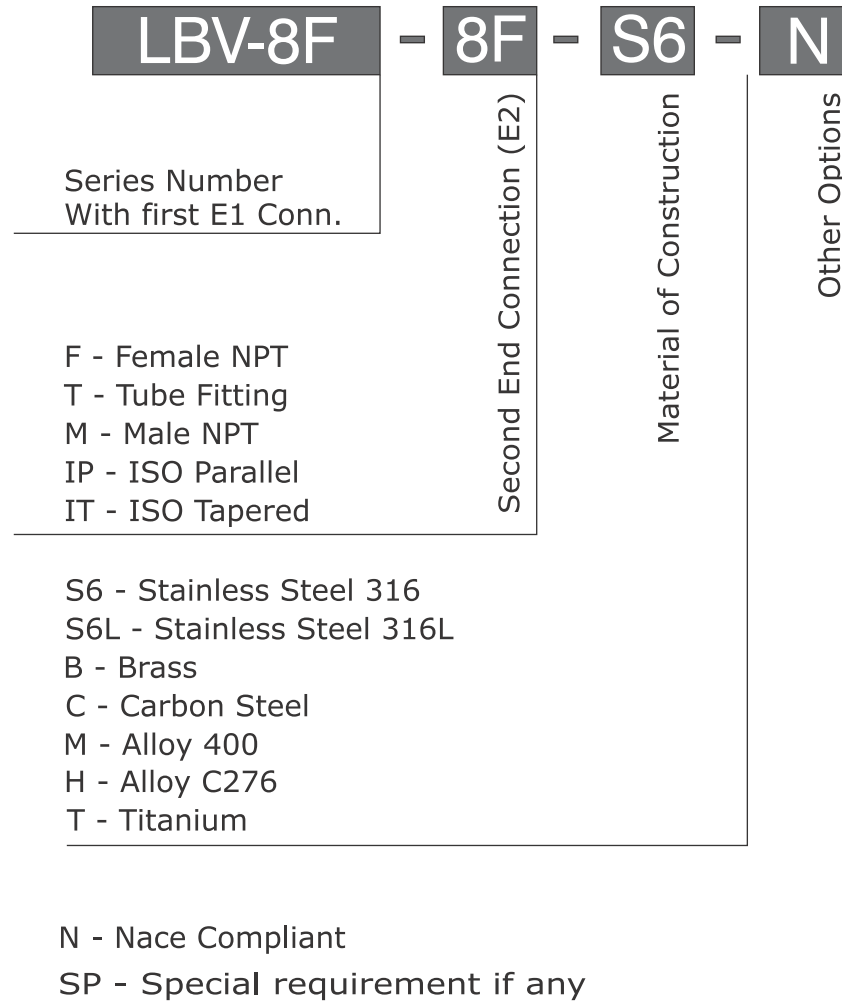 LBV-8F - 8F - S6 - N
Series Number
With first E1 Conn.
Second End Connection (E2)
Material of Construction
Other Options
F - Female NPT
T - Tube Fitting
M - Male NPT
IP - ISO Parallel
IT - ISO Tapered
S6 - Stainless Steel 316
S6L - Stainless Steel 316L
B - Brass
C - Carbon Steel
M - Alloy 400
H - Alloy C276
T - Titanium
N - Nace Compliant
SP - Special requirement if any